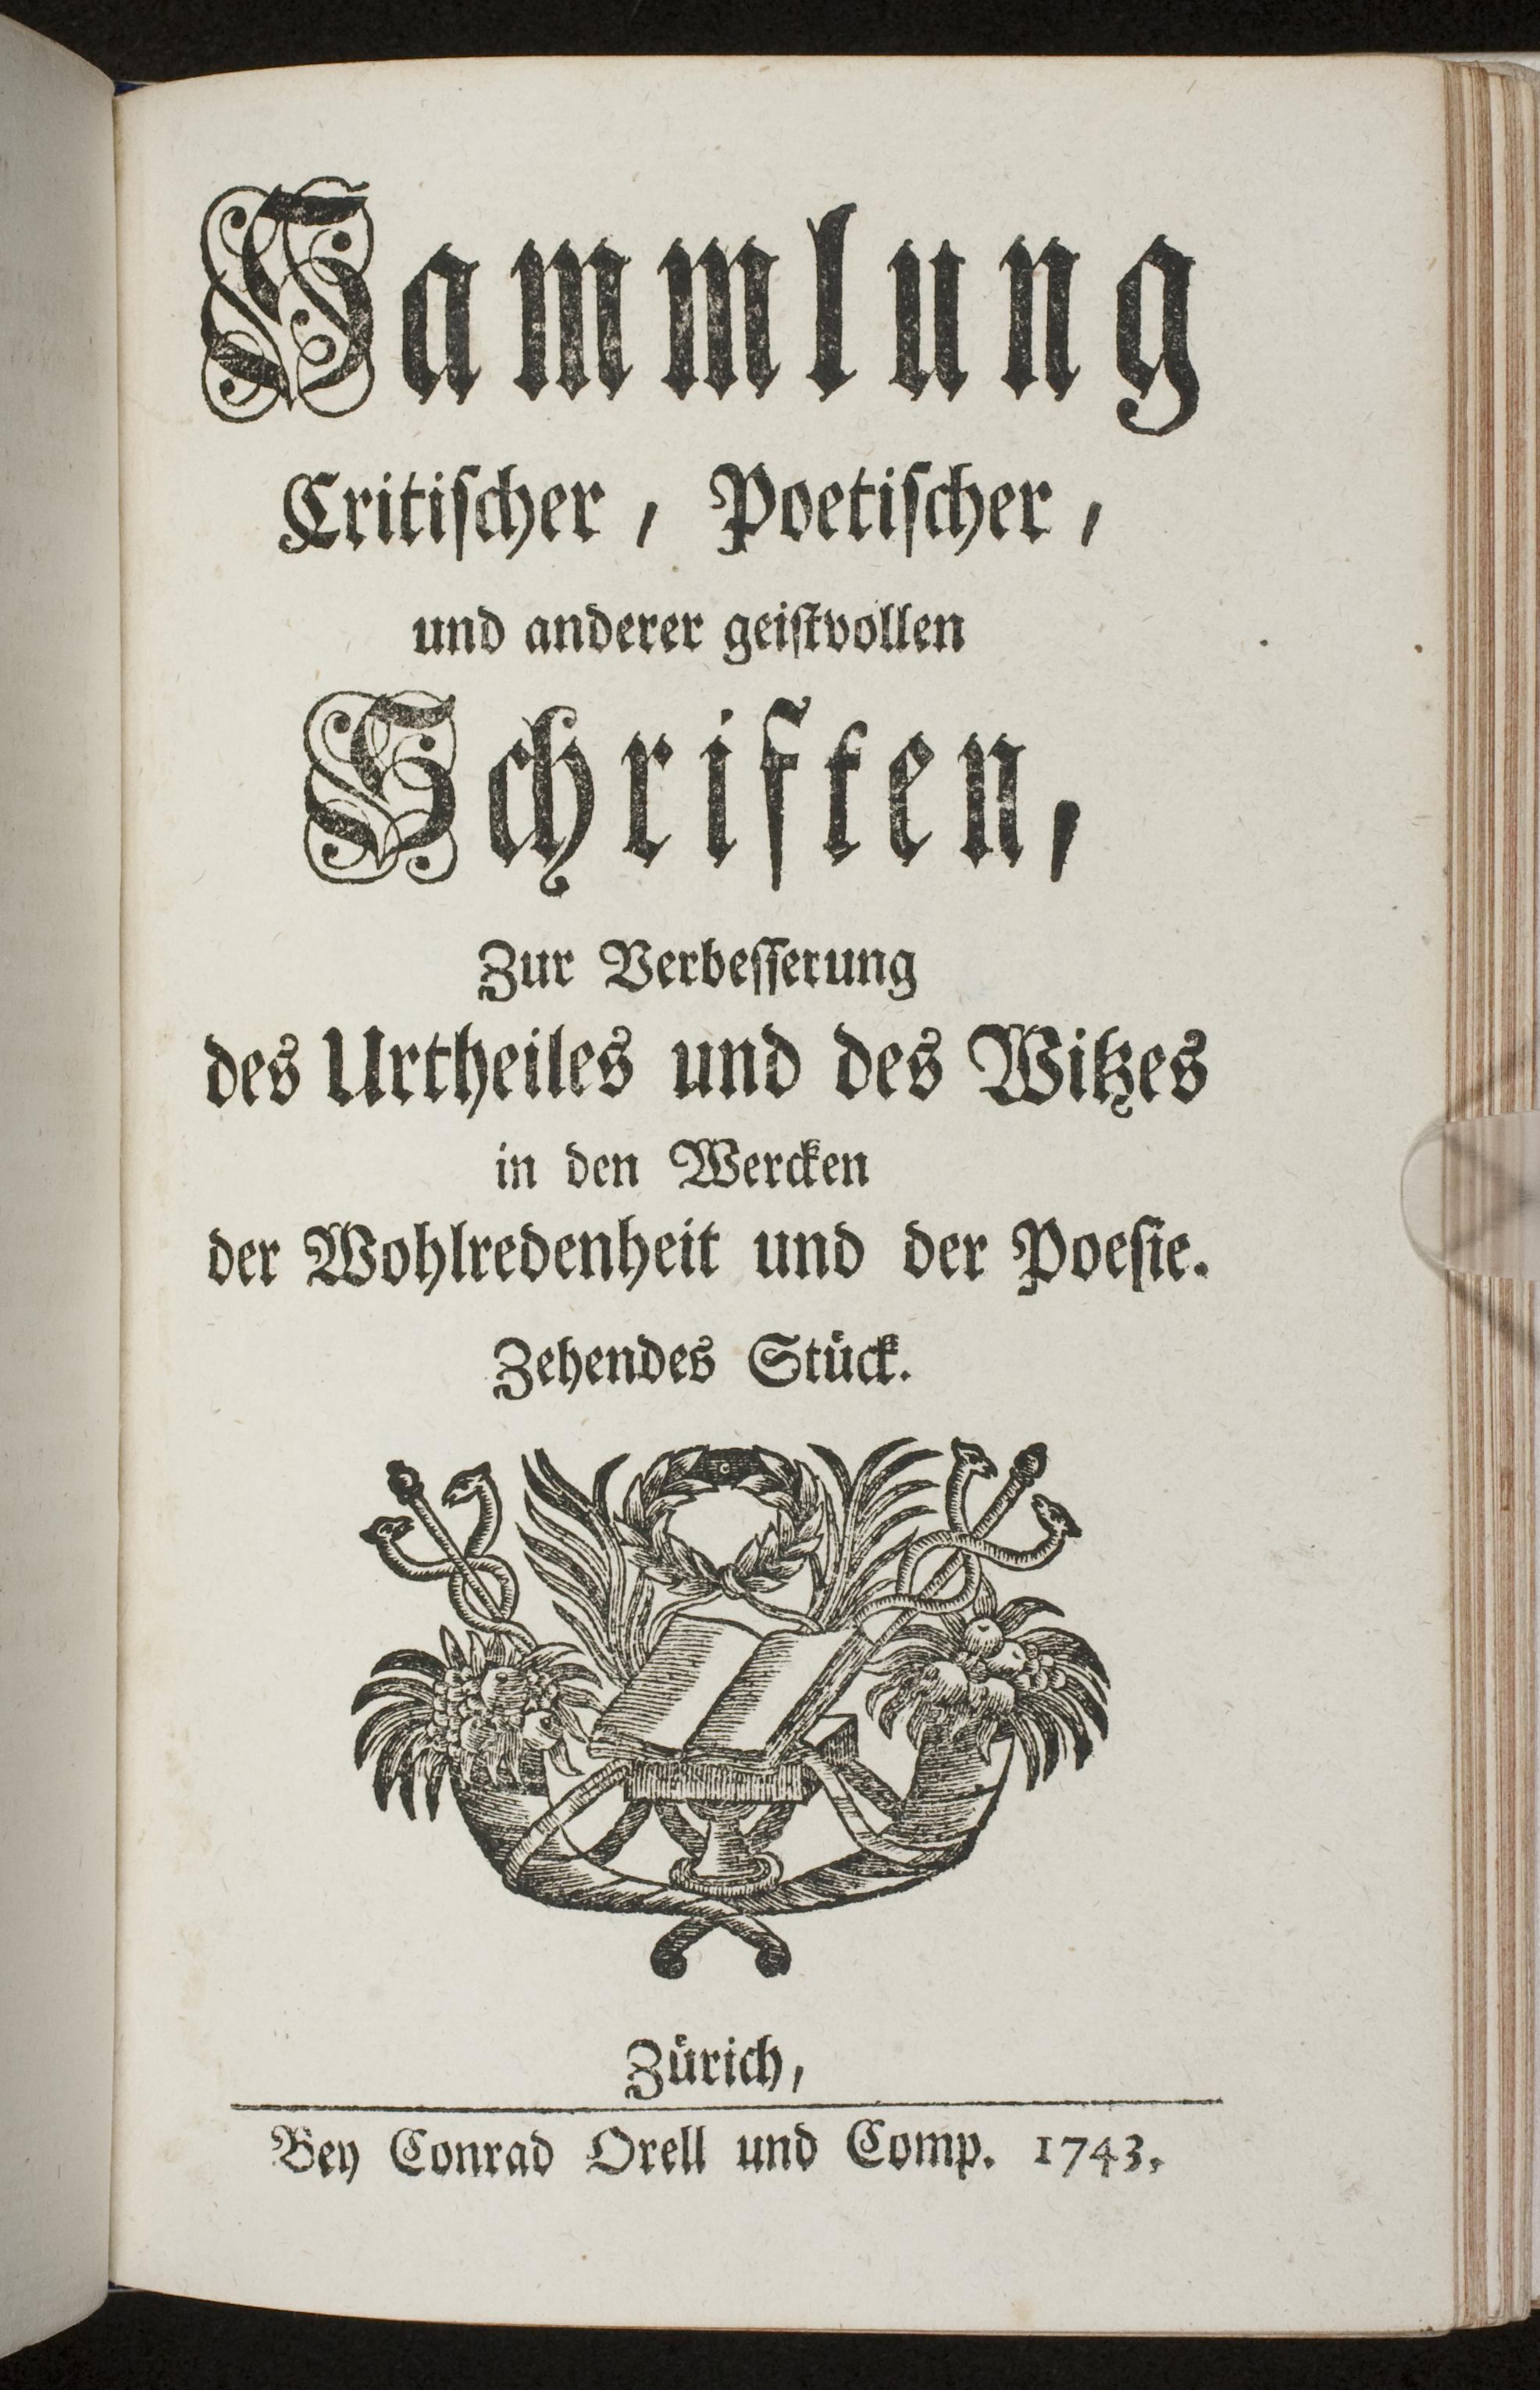 Sammlung
Critischer, Poetischer,
und anderer geistvollen
Schriften,
Zur Verbesserung
des Urtheiles und des Witzes
in den Wercken
der Wohlredenheit und der Poesie.
Zehendes Stück.
Zürich,
Bey Conrad Orell und Comp. 1743.